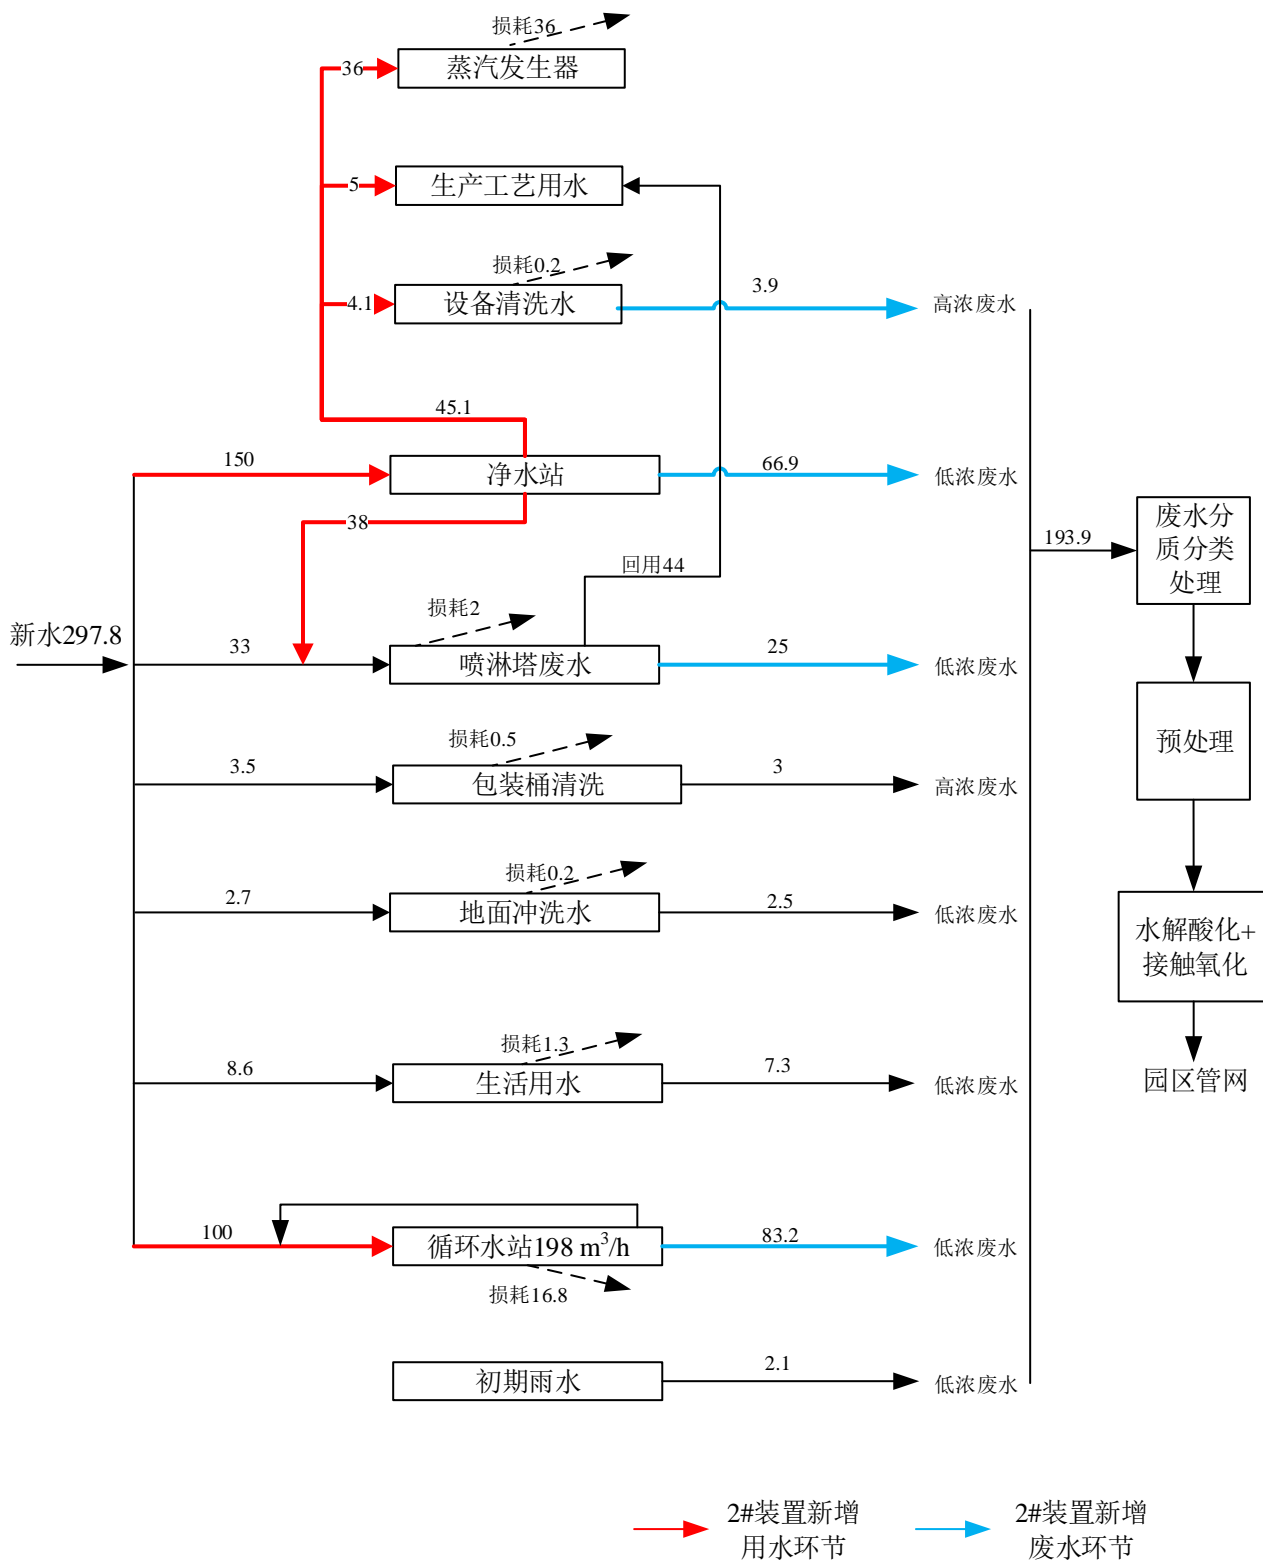 损耗36
36
蒸汽发生器
5
生产工艺用水
损耗0.2
4.1
设备清洗水
3.9
高浓废水
45.1
150
净水站
66.9
低浓废水
38
193.9
废水分
质分类
处理
回用44
损耗2
新水297.8
33
喷淋塔废水
25
低浓废水
预处理
损耗0.5
3.5
包装桶清洗
3
高浓废水
损耗0.2
2.7
地面冲洗水
2.5
低浓废水
水解酸化+
接触氧化
损耗1.3
8.6
生活用水
7.3
低浓废水
园区管网
100
循环水站198 m³/h
83.2
低浓废水
损耗16.8
初期雨水
2.1
低浓废水
2#装置新增
用水环节
2#装置新增
废水环节